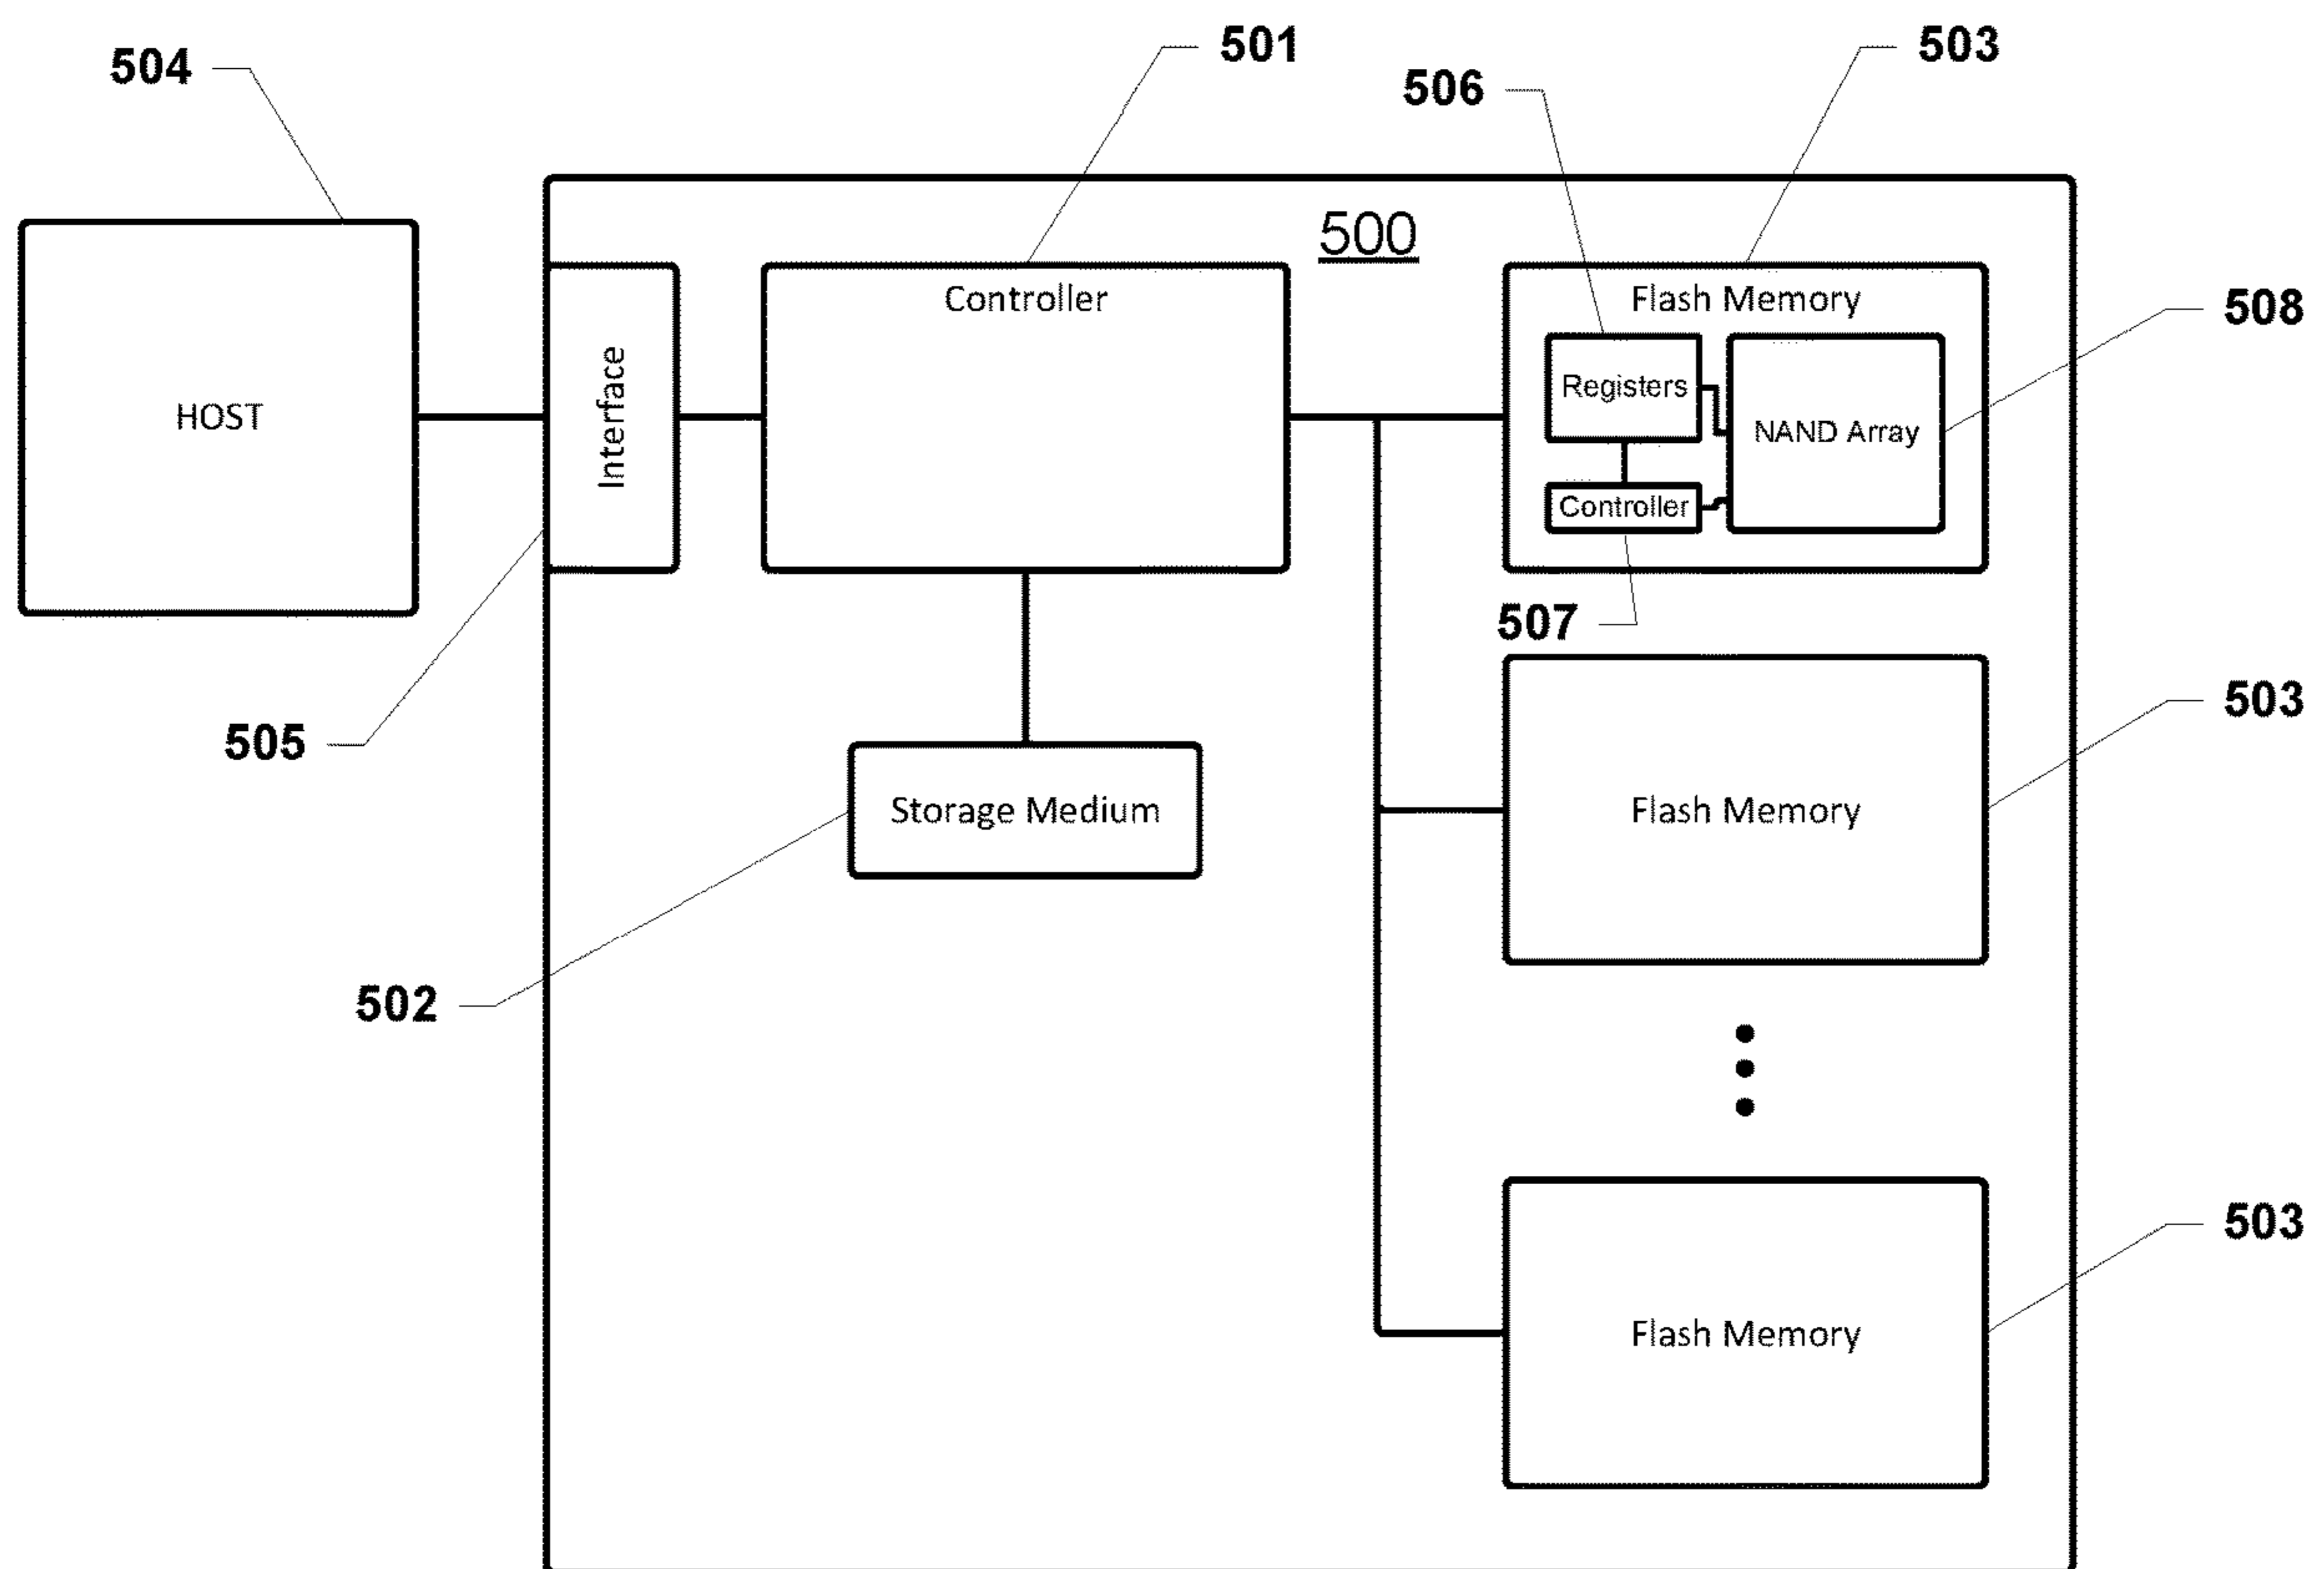 501
503
504
506
500
Controller
Flash Memory
508
Interface
Registers
HOST
NAND Array
Controller
507
503
505
Storage Medium
Flash Memory
502
503
Flash Memory